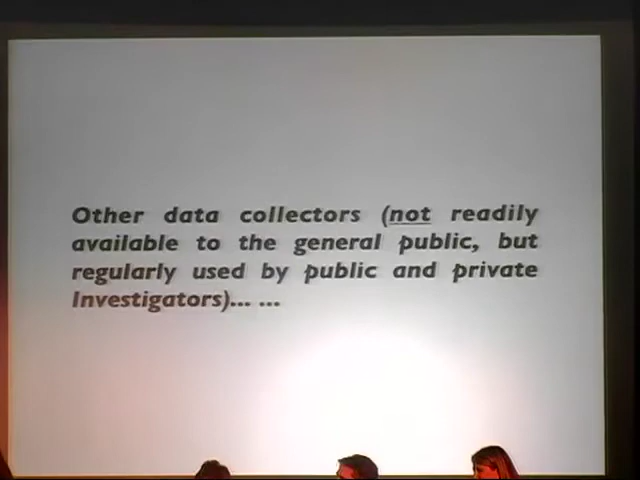 Other data collectors (not readily
available to the general public, but
regularly used by public and private
Investigators)... ...